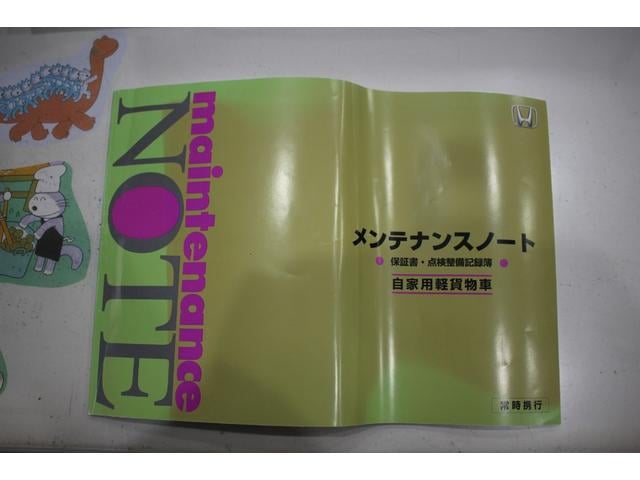 maintenance
NOTE
メンテナンスノート
保証書・点検整備記録簿
自家用軽貨物車
常時携行